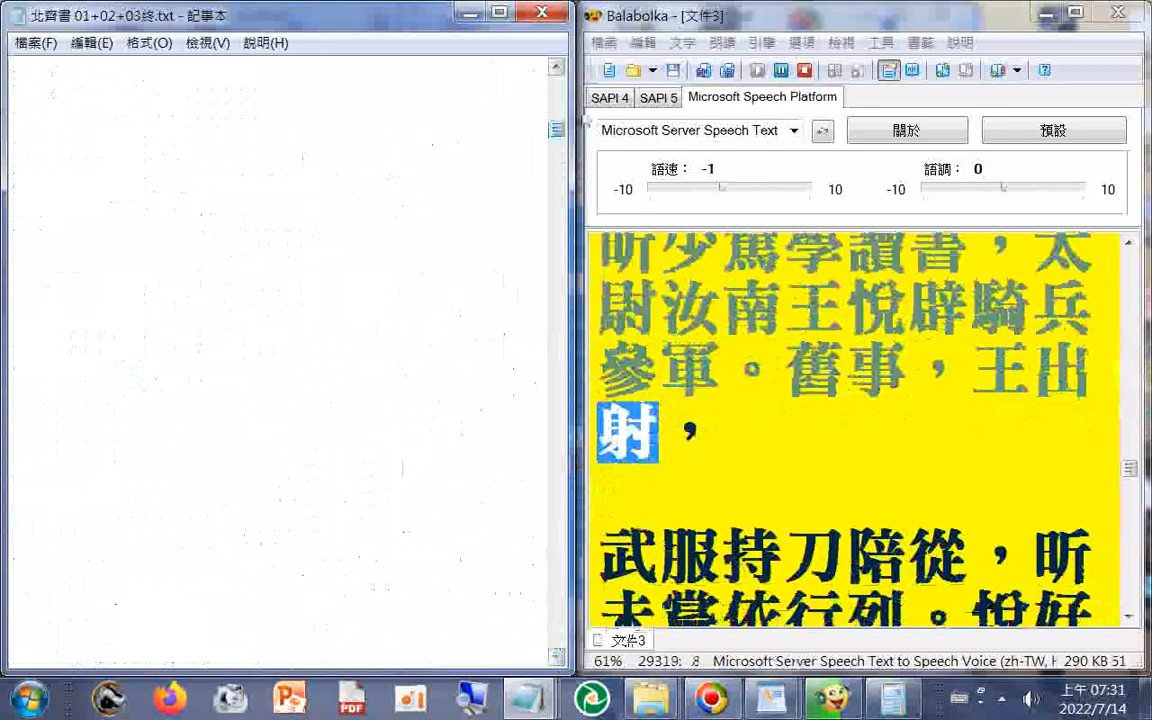 北齊書 01+02+03终.txt - 記事本
檔案(F) 編輯(E) 格式(O) 檢視(V) 說明(H)
Balabolka - [文件3]
檔案 編輯 文字 朗讀 引擎 選項 檢視 工具 書籤 說明
SAPI 4 SAPI 5 Microsoft Speech Platform
Microsoft Server Speech Text 關於 預設
語速： -1 語調： 0
-10 10 -10 10
昕少篤學讀書，太
尉汝南王悅辟騎兵
參軍。舊事，王出
射，
武服持刀陪從，昕
未嘗依行列。悅好
文件3
61% 29319: Microsoft Server Speech Text to Speech Voice (zh-TW, H 290 KB 51
上午 07:31
2022/7/14